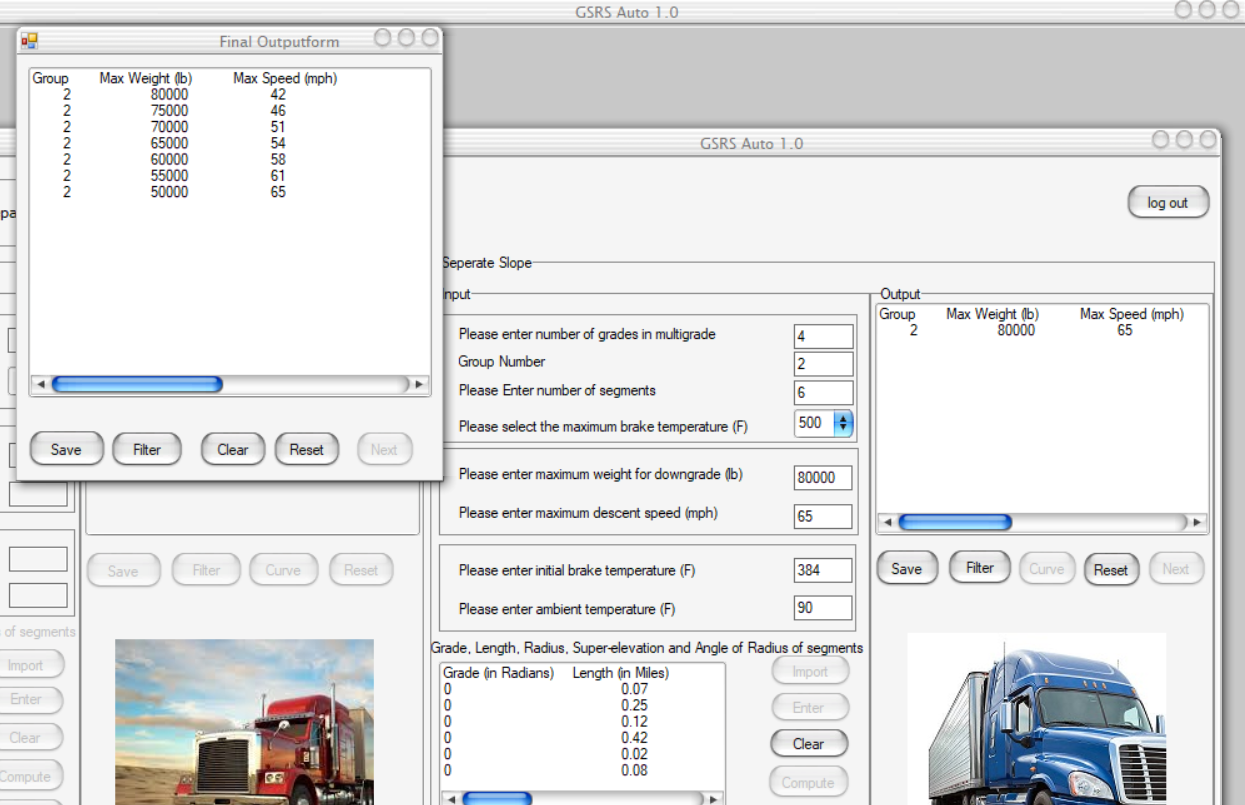 GSRS Auto 1.0
Final Outputform
Group Max Weight (lb) Max Speed (mph)
2 80000 42
2 75000 46
2 70000 51
2 65000 54
2 60000 58
2 55000 61
2 50000 65
Save Filter Clear Reset Next
GSRS Auto 1.0
log out
pa
Seperate Slope
Input
Please enter number of grades in multigrade 4
Group Number 2
Please Enter number of segments 6
Please select the maximum brake temperature (F) 500
Please enter maximum weight for downgrade (lb) 80000
Please enter maximum descent speed (mph) 65
Please enter initial brake temperature (F) 384
Please enter ambient temperature (F) 90
Grade, Length, Radius, Super-elevation and Angle of Radius of segments
Grade (in Radians) Length (in Miles)
0 0.07
0 0.25
0 0.12
0 0.42
0 0.02
0 0.08
Import
Enter
Clear
Compute
Output
Group Max Weight (lb) Max Speed (mph)
2 80000 65
Save Filter Curve Reset Next
Save Filter Curve Reset
of segments
Import
Enter
Clear
Compute